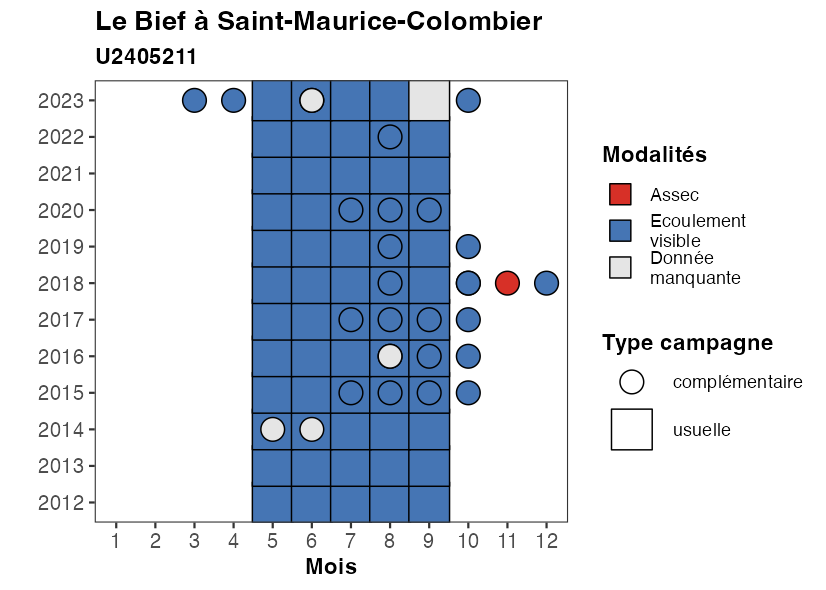 Le Bief à Saint-Maurice-Colombier
U2405211
2023
2022
2021
2020
2019
2018
2017
2016
2015
2014
2013
2012
1 2 3 4 5 6 7 8 9 10 11 12
Mois
Modalités
Assec
Ecoulement
visible
Donnée
manquante
Type campagne
complémentaire
usuelle